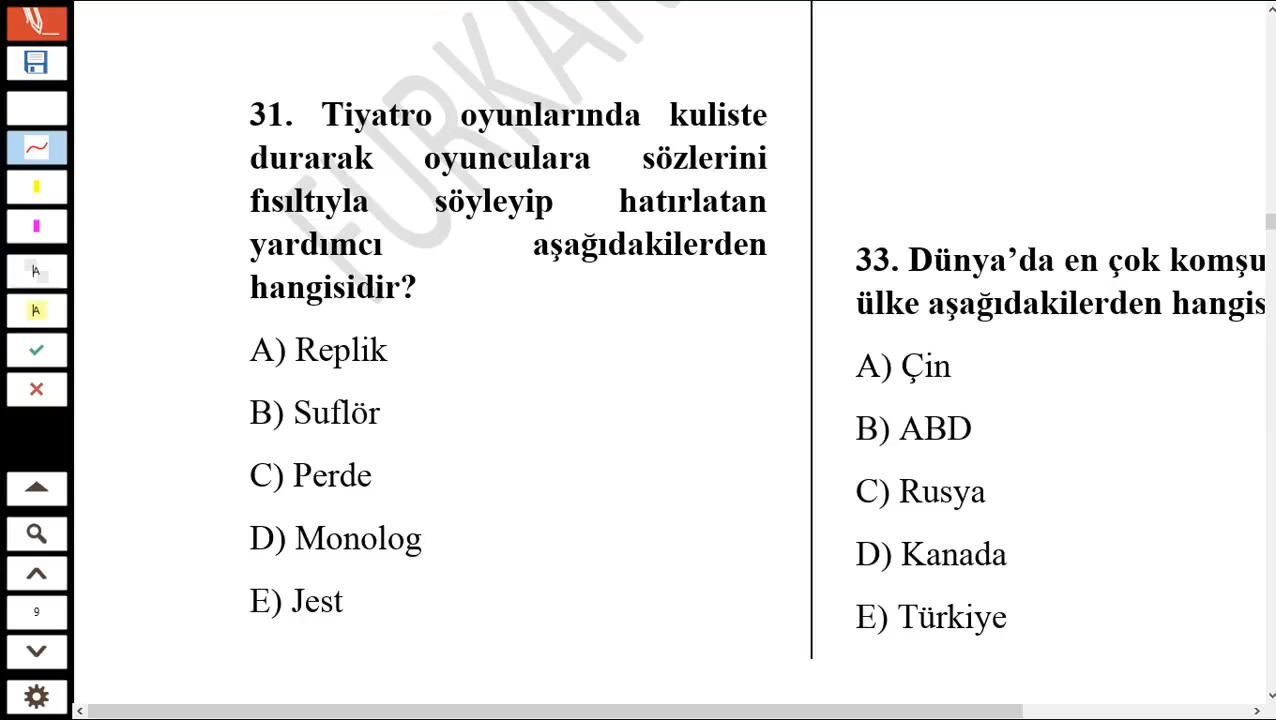 FURKAN
31. Tiyatro oyunlarında kuliste
durarak oyunculara sözlerini
fısıltıyla söyleyip hatırlatan
yardımcı aşağıdakilerden
hangisidir?
A) Replik
B) Suflör
C) Perde
D) Monolog
E) Jest
33. Dünya’da en çok komşu
ülke aşağıdakilerden hangis
A) Çin
B) ABD
C) Rusya
D) Kanada
E) Türkiye
A
A
9